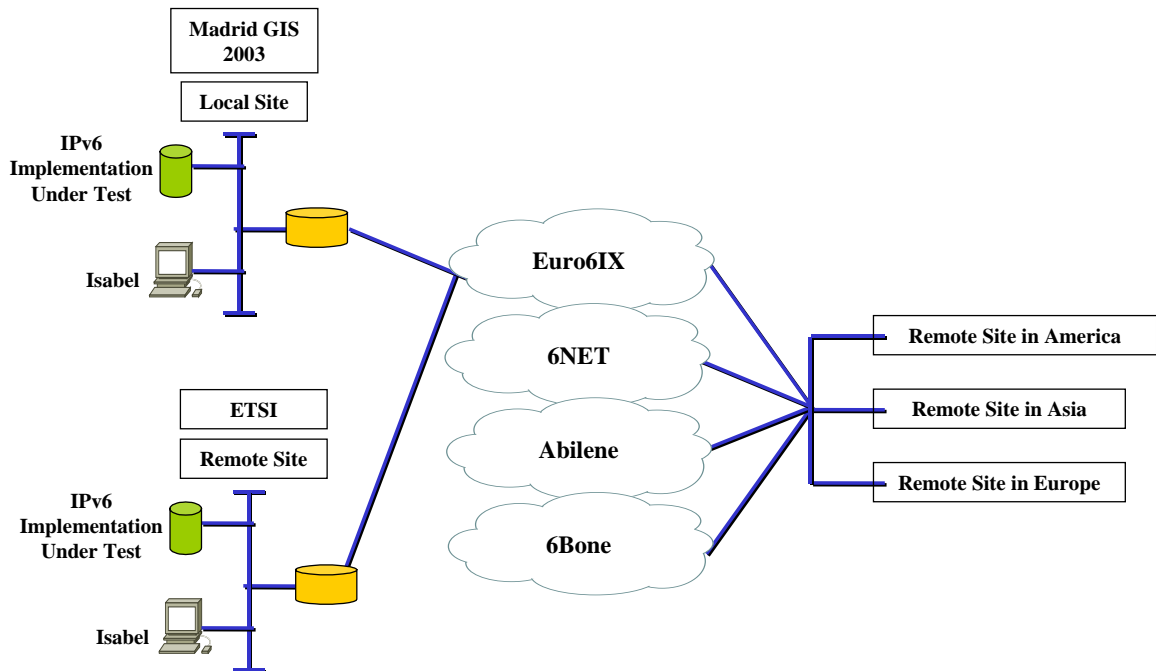 Madrid GIS
2003
Local Site
IPv6
Implementation
Under Test
Isabel
ETSI
Remote Site
IPv6
Implementation
Under Test
Isabel
Euro6IX
6NET
Abilene
6Bone
Remote Site in America
Remote Site in Asia
Remote Site in Europe